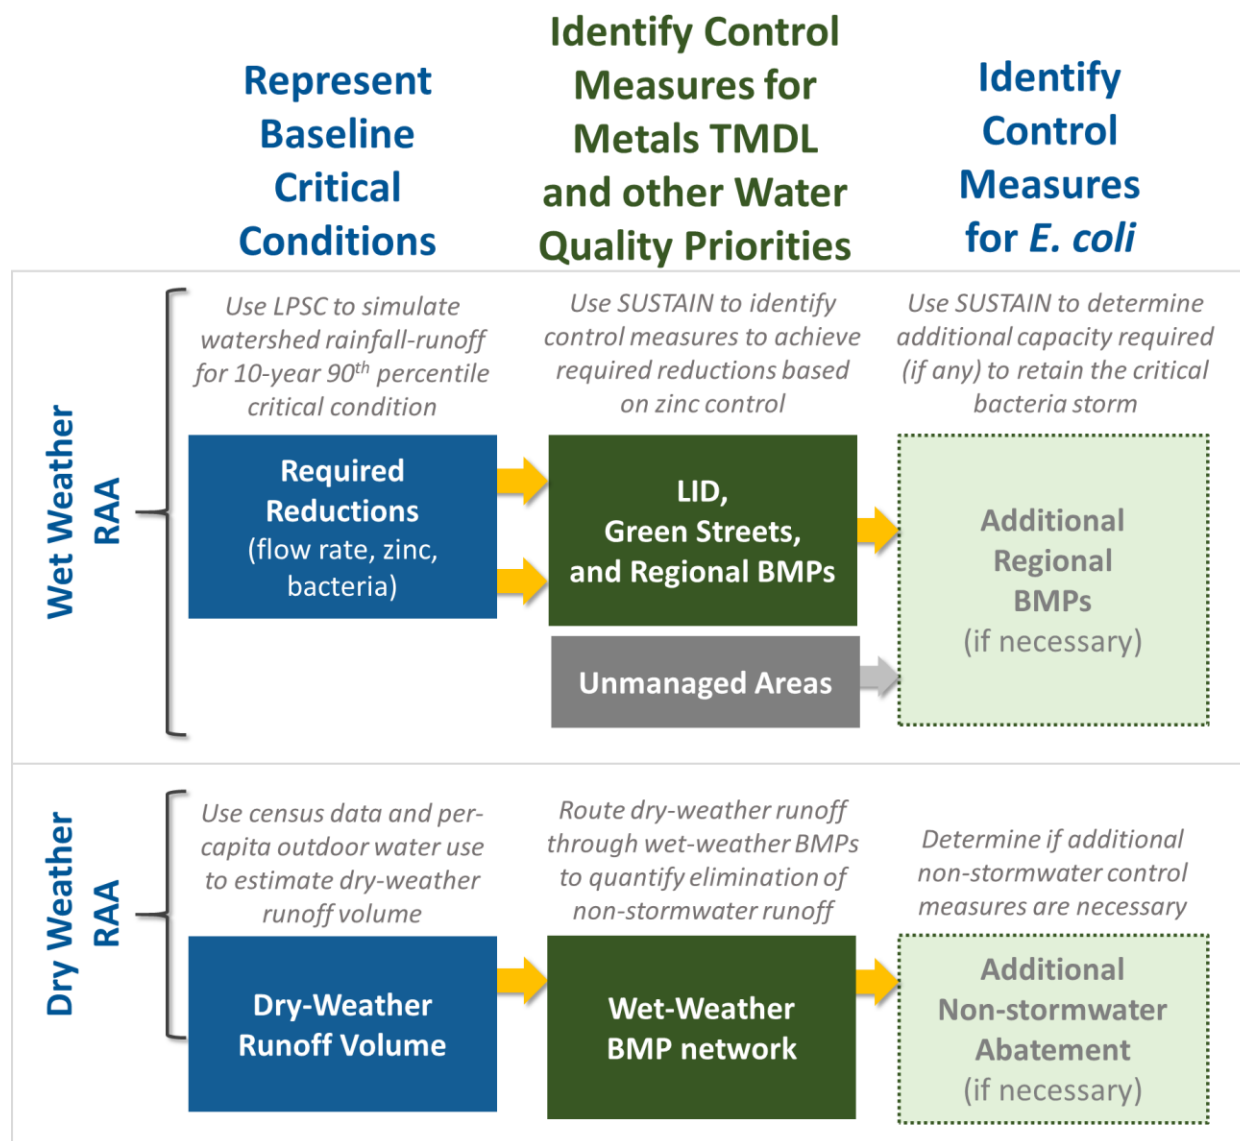 Represent
Baseline
Critical
Conditions
Identify Control
Measures for
Metals TMDL
and other Water
Quality Priorities
Identify
Control
Measures
for E. coli
Wet Weather
RAA
Use LPSC to simulate
watershed rainfall-runoff
for 10-year 90th percentile
critical condition
Required
Reductions
(flow rate, zinc,
bacteria)
Use SUSTAIN to identify
control measures to achieve
required reductions based
on zinc control
LID,
Green Streets,
and Regional BMPs
Unmanaged Areas
Use SUSTAIN to determine
additional capacity required
(if any) to retain the critical
bacteria storm
Additional
Regional
BMPs
(if necessary)
Dry Weather
RAA
Use census data and per-
capita outdoor water use
to estimate dry-weather
runoff volume
Dry-Weather
Runoff Volume
Route dry-weather runoff
through wet-weather BMPs
to quantify elimination of
non-stormwater runoff
Wet-Weather
BMP network
Determine if additional
non-stormwater control
measures are necessary
Additional
Non-stormwater
Abatement
(if necessary)